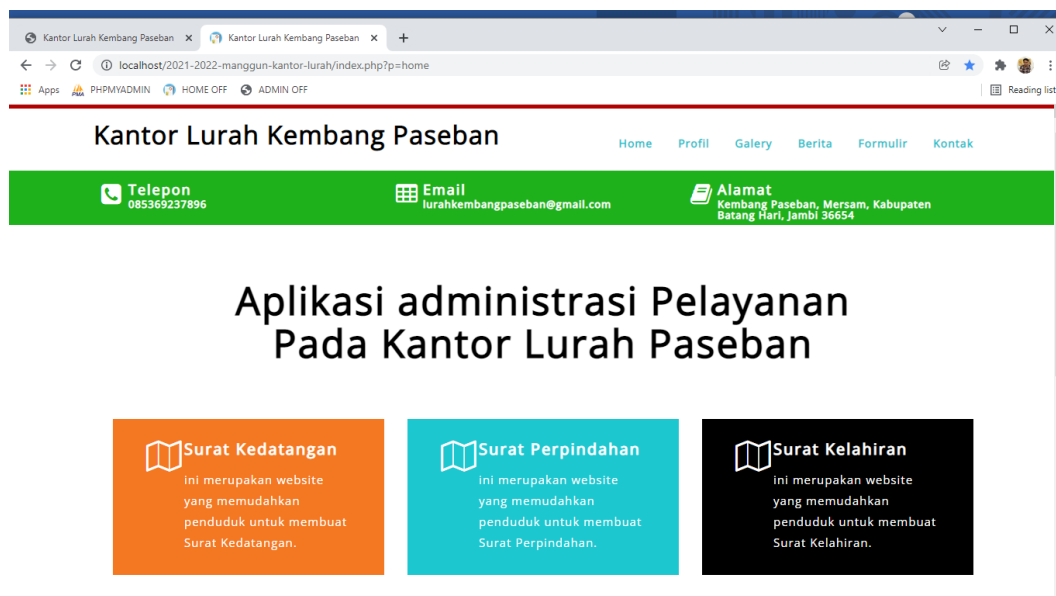 Kantor Lurah Kembang Paseban
Kantor Lurah Kembang Paseban
localhost/2021-2022-manggun-kantor-lurah/index.php?p=home
Apps PMA PHPMYADMIN HOME OFF ADMIN OFF Reading list
Kantor Lurah Kembang Paseban
Home Profil Galery Berita Formulir Kontak
Telepon
085369237896
Email
lurahkembangpaseban@gmail.com
Alamat
Kembang Paseban, Mersam, Kabupaten
Batang Hari, Jambi 36654
Aplikasi administrasi Pelayanan
Pada Kantor Lurah Paseban
Surat Kedatangan
ini merupakan website
yang memudahkan
penduduk untuk membuat
Surat Kedatangan.
Surat Perpindahan
ini merupakan website
yang memudahkan
penduduk untuk membuat
Surat Perpindahan.
Surat Kelahiran
ini merupakan website
yang memudahkan
penduduk untuk membuat
Surat Kelahiran.